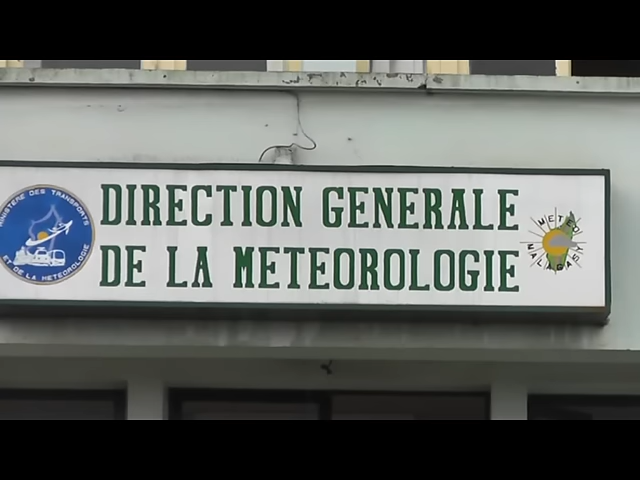 DIRECTION GENERALE
DE LA METEOROLOGIE
MINISTERE DES TRANSPORTS
ET DE LA METEOROLOGIE
METEO
MALAGASY